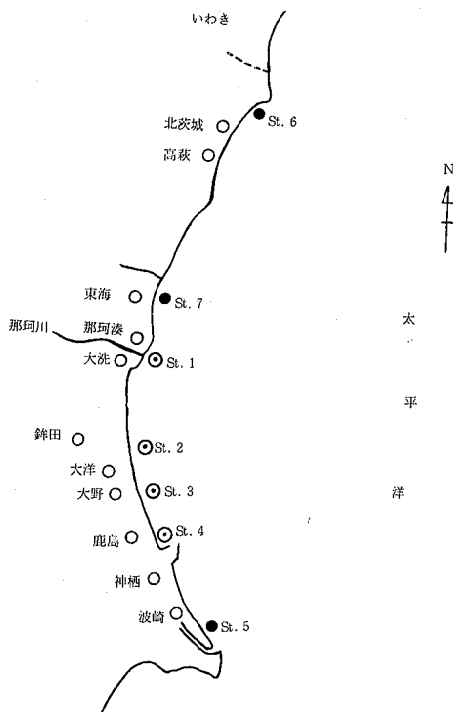 いわき
北茨城
St. 6
高萩
N
東海
St. 7
那珂川
那珂湊
太
大洗
St. 1
平
鉾田
St. 2
大洋
大野
St. 3
洋
鹿島
St. 4
神栖
波崎
St. 5